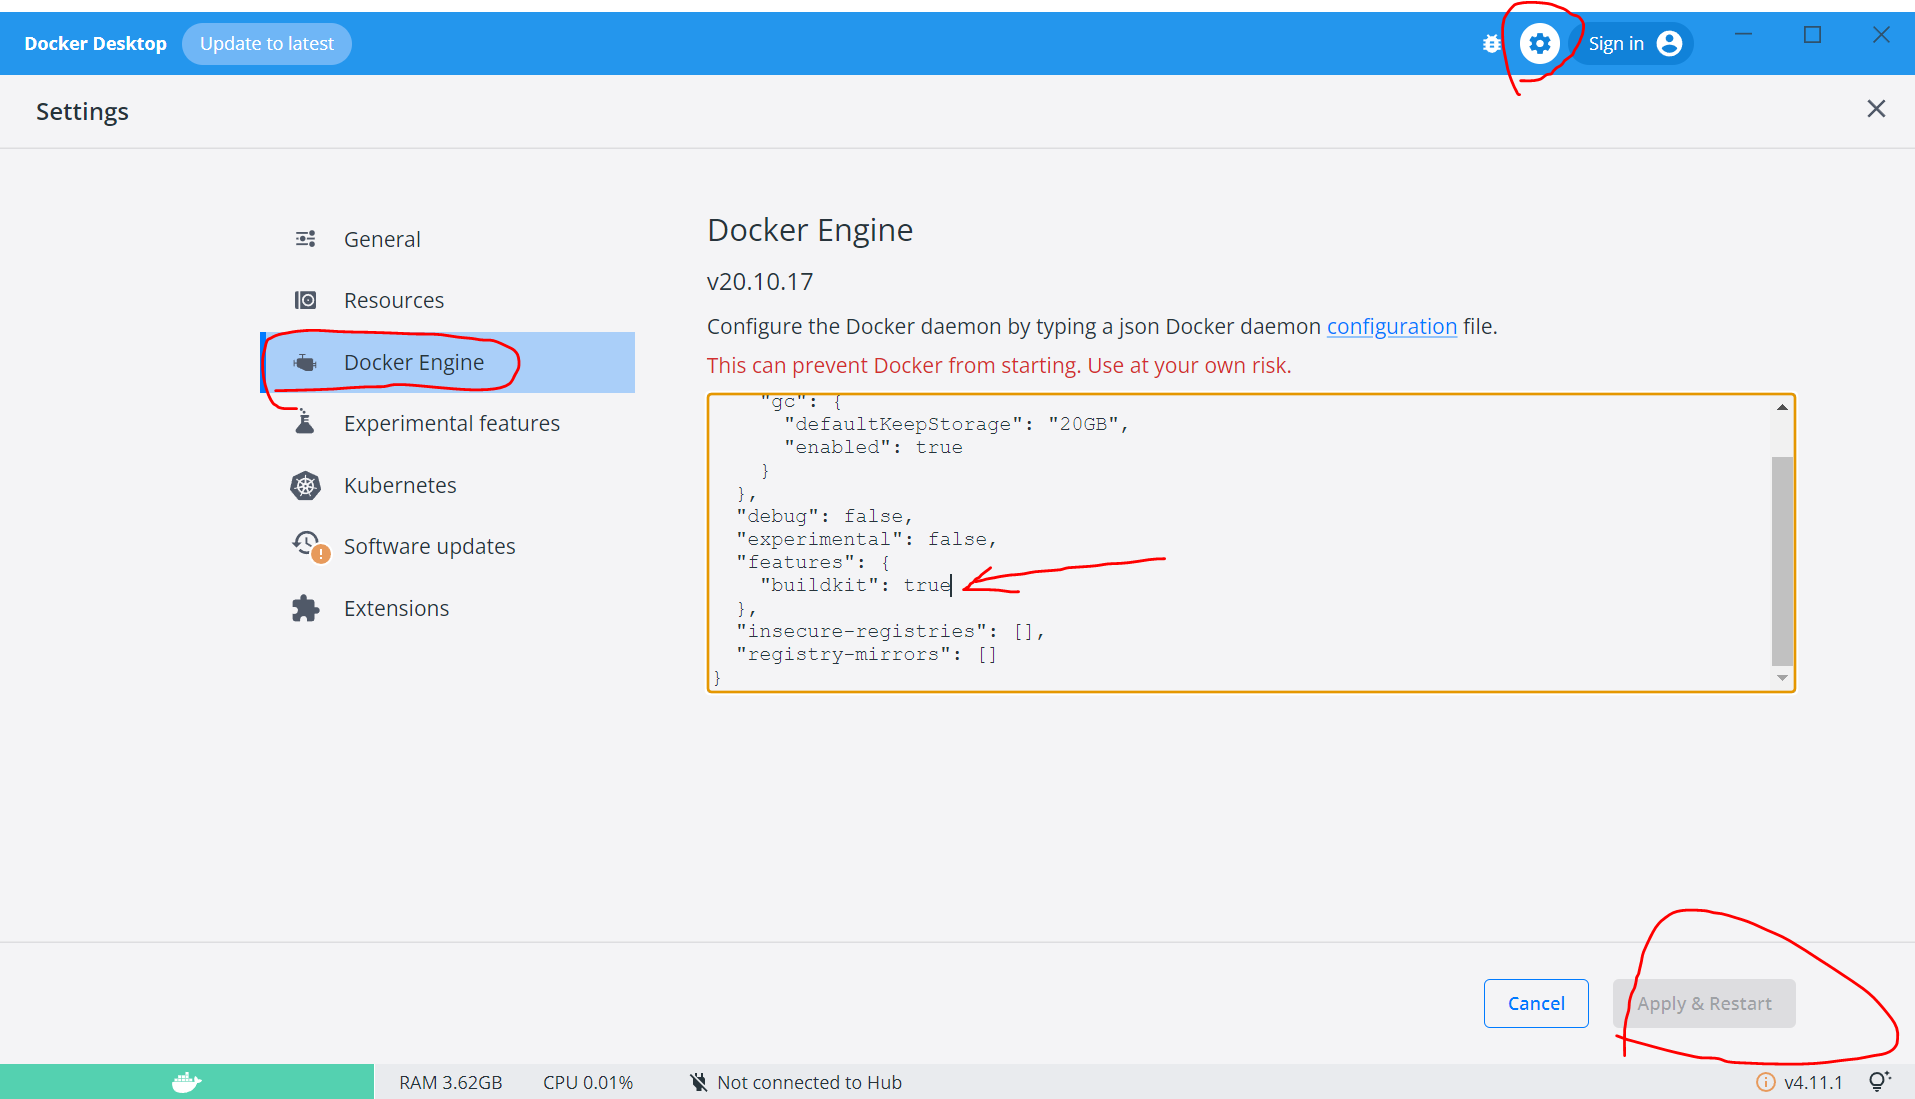 Docker Desktop Update to latest Sign in
Settings
General
Resources
Docker Engine
Experimental features
Kubernetes
Software updates
Extensions
Docker Engine
v20.10.17
Configure the Docker daemon by typing a json Docker daemon configuration file.
This can prevent Docker from starting. Use at your own risk.
"gc": {
"defaultKeepStorage": "20GB",
"enabled": true
}
},
"debug": false,
"experimental": false,
"features": {
"buildkit": true
},
"insecure-registries": [],
"registry-mirrors": []
}
Cancel Apply & Restart
RAM 3.62GB CPU 0.01% Not connected to Hub v4.11.1